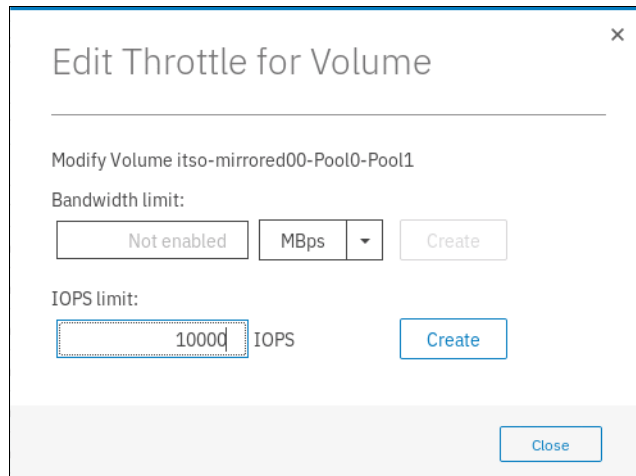 ×
Edit Throttle for Volume
Modify Volume itso-mirrored00-Pool0-Pool1
Bandwidth limit:
Not enabled MBps Create
IOPS limit:
10000 IOPS Create
Close